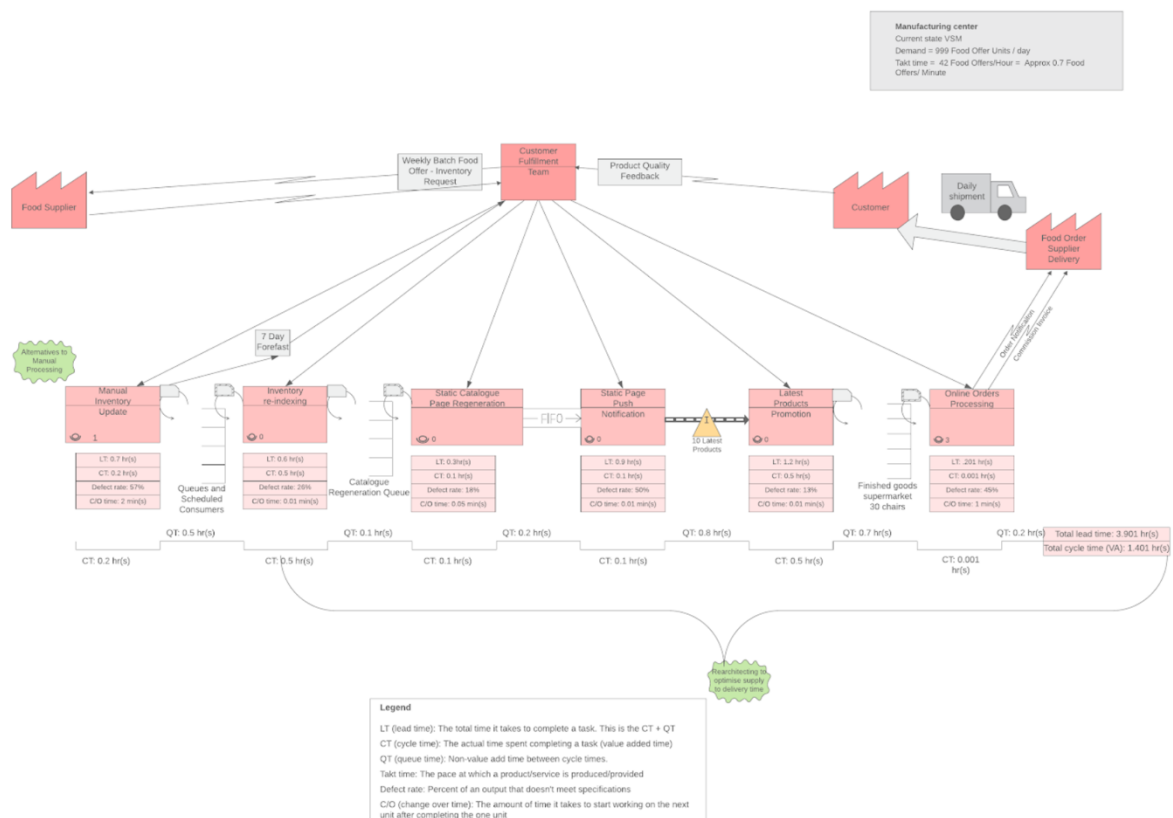 Manufacturing center
Current state VSM
Demand = 999 Food Offer Units / day
Takt time =  42 Food Offers/Hour =  Approx 0.7 Food
Offers/ Minute
Customer
Fulfillment
Team
Weekly Batch Food
Offer - Inventory
Request
Product Quality
Feedback
Food Supplier
Customer
Daily
shipment
Food Order
Supplier
Delivery
Order Notification
Commission Invoice
7 Day
Forefast
Alternatives to
Manual
Processing
Manual
Inventory
Update
1
Inventory
re-indexing
0
Static Catalogue
Page Regeneration
0
FIFO
Static Page
Push
Notification
0
1
10 Latest
Products
Latest
Products
Promotion
0
Online Orders
Processing
3
LT: 0.7 hr(s)
CT: 0.2 hr(s)
Defect rate: 57%
C/O time: 2 min(s)
Queues and
Scheduled
Consumers
LT: 0.6 hr(s)
CT: 0.5 hr(s)
Defect rate: 26%
C/O time: 0.01 min(s)
Catalogue
Regeneration Queue
LT: 0.3hr(s)
CT: 0.1 hr(s)
Defect rate: 18%
C/O time: 0.05 min(s)
LT: 0.9 hr(s)
CT: 0.1 hr(s)
Defect rate: 50%
C/O time: 0.01 min(s)
LT: 1.2 hr(s)
CT: 0.5 hr(s)
Defect rate: 13%
C/O time: 0.01 min(s)
Finished goods
supermarket
30 chairs
LT: .201 hr(s)
CT: 0.001 hr(s)
Defect rate: 45%
C/O time: 1 min(s)
QT: 0.5 hr(s)
QT: 0.1 hr(s)
QT: 0.2 hr(s)
QT: 0.8 hr(s)
QT: 0.7 hr(s)
QT: 0.2 hr(s)
Total lead time: 3.901 hr(s)
Total cycle time (VA): 1.401 hr(s)
CT: 0.2 hr(s)
CT: 0.5 hr(s)
CT: 0.1 hr(s)
CT: 0.1 hr(s)
CT: 0.5 hr(s)
CT: 0.001
hr(s)
Rearchitecting to
optimise supply
to delivery time
Legend
LT (lead time): The total time it takes to complete a task. This is the CT + QT
CT (cycle time): The actual time spent completing a task (value added time)
QT (queue time): Non-value add time between cycle times.
Takt time: The pace at which a product/service is produced/provided
Defect rate: Percent of an output that doesn't meet specifications
C/O (change over time): The amount of time it takes to start working on the next
unit after completing the one unit